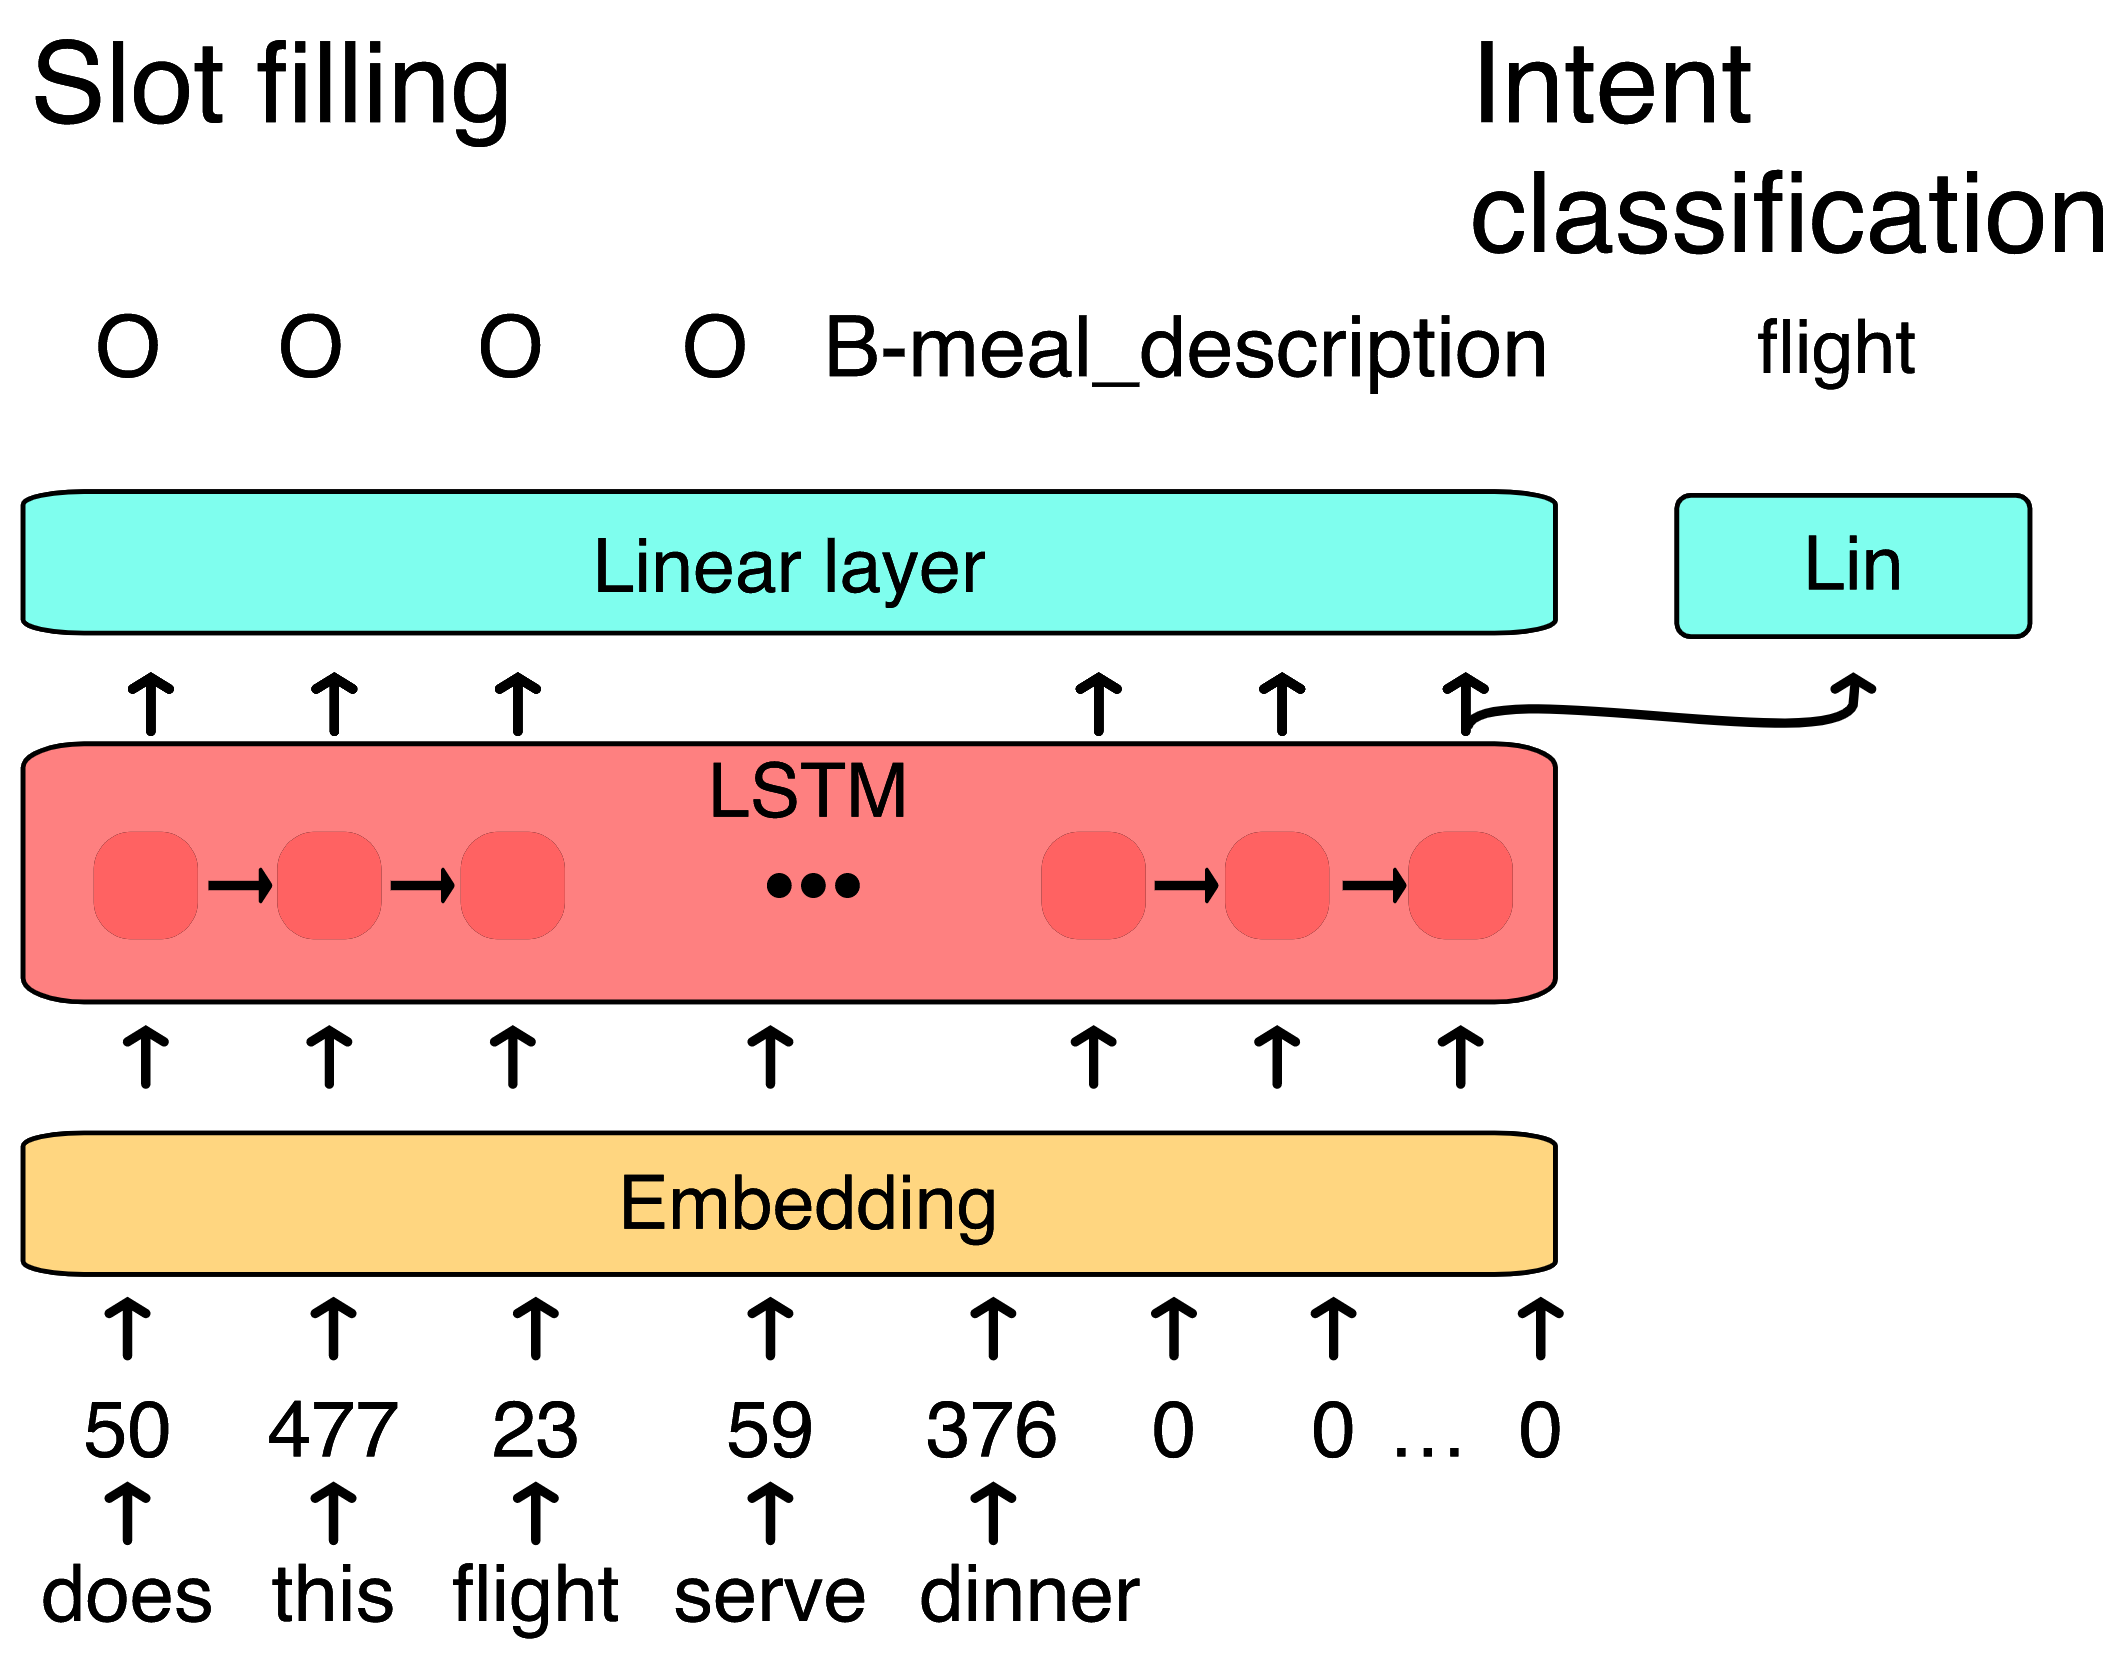 Slot filling
Intent
classification
O O O O B-meal_description flight
Linear layer
Lin
LSTM
Embedding
50 477 23 59 376 0 0 ... 0
does this flight serve dinner